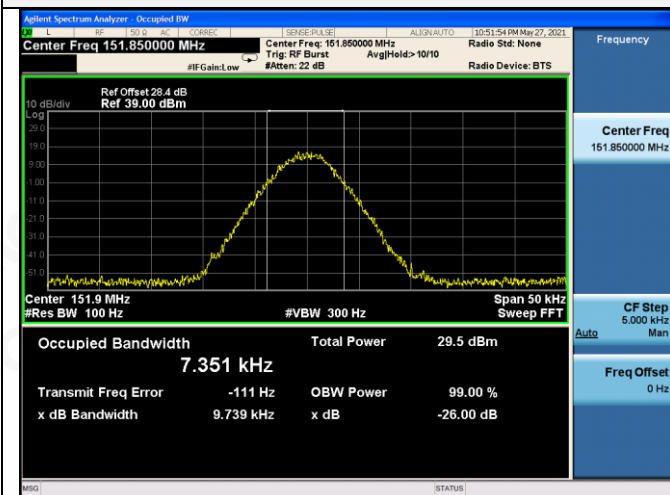 Agilent Spectrum Analyzer - Occupied BW
L RF 50 Ω AC CORREC SENSE:PULSE ALIGN AUTO 10:51:54 PM May 27, 2021
Center Freq 151.850000 MHz
Center Freq: 151.850000 MHz
Radio Std: None
Trig: RF Burst Avg|Hold:> 10/10
#IFGain:Low
#Atten: 22 dB
Radio Device: BTS
Ref Offset 28.4 dB
10 dB/div Ref 39.00 dBm
Log
29.0
19.0
9.00
-1.00
-11.0
-21.0
-31.0
-41.0
-51.0
Center 151.9 MHz
Span 50 kHz
#Res BW 100 Hz
#VBW 300 Hz
Sweep FFT
Occupied Bandwidth
Total Power 29.5 dBm
7.351 kHz
Transmit Freq Error -111 Hz
OBW Power 99.00 %
x dB Bandwidth 9.739 kHz
x dB -26.00 dB
MSG
STATUS
Frequency
Center Freq
151.850000 MHz
CF Step
5.000 kHz
Auto Man
Freq Offset
0 Hz